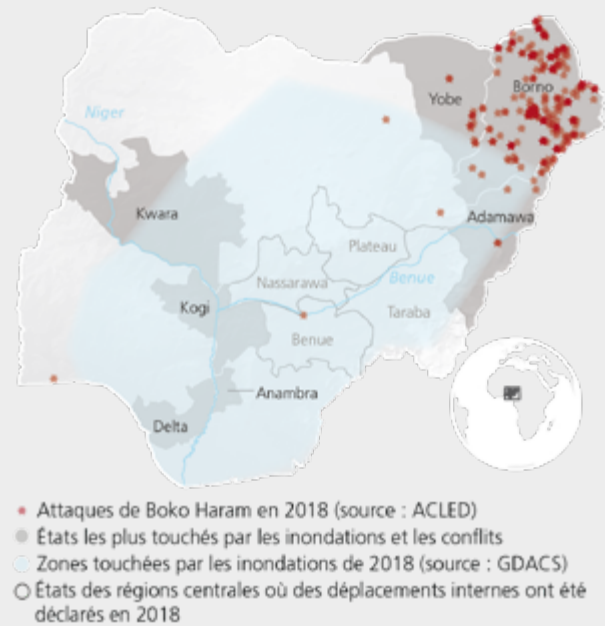 Niger
Yobe
Borno
Kwara
Adamawa
Plateau
Nassarawa
Benue
Kogi
Taraba
Benue
Anambra
Delta
Attaques de Boko Haram en 2018 (source : ACLED)
États les plus touchés par les inondations et les conflits
Zones touchées par les inondations de 2018 (source : GDACS)
États des régions centrales où des déplacements internes ont été
déclarés en 2018